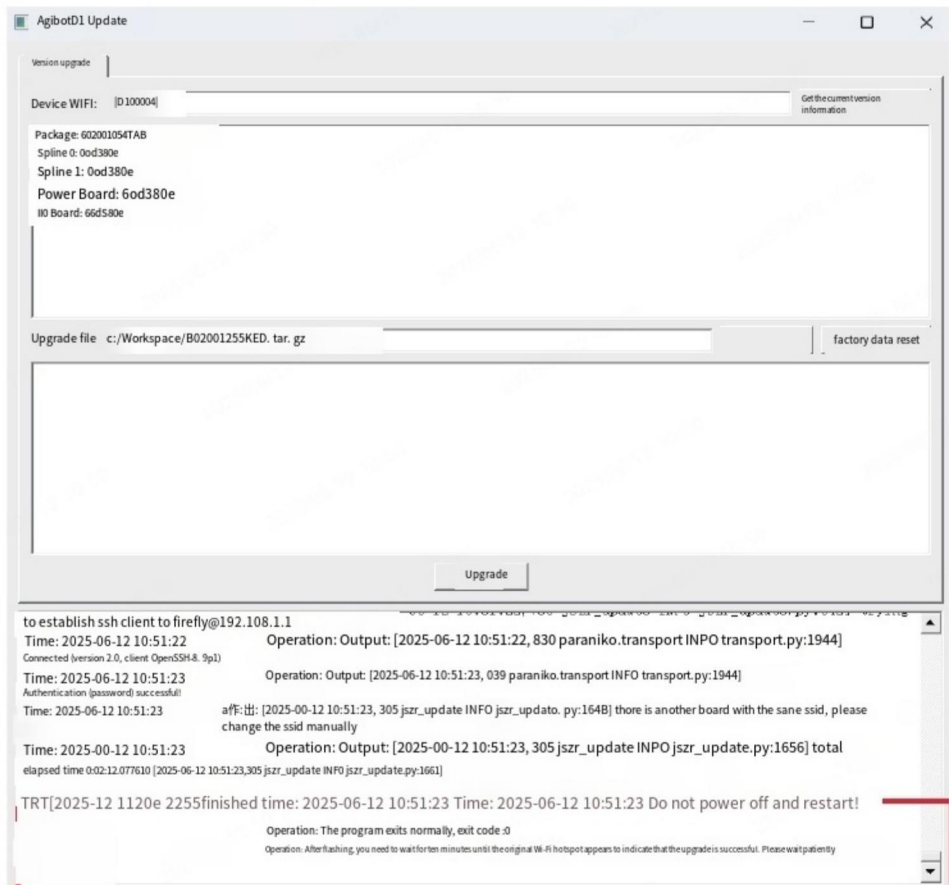 AgibotD1 Update
Version upgrade
Device WIFI: |D100004|
Get the current version
information
Package: 602001054TAB
Spline 0: 0od380e
Spline 1: 0od380e
Power Board: 6od380e
II0 Board: 66d580e
Upgrade file c:/Workspace/B02001255KED. tar. gz
factory data reset
Upgrade
to establish ssh client to firefly@192.108.1.1
Time: 2025-06-12 10:51:22 Operation: Output: [2025-06-12 10:51:22, 830 paraniko.transport INPO transport.py:1944]
Connected (version 2.0, client OpenSSH-8. 9p1)
Time: 2025-06-12 10:51:23 Operation: Output: [2025-06-12 10:51:23, 039 paraniko.transport INFO transport.py:1944]
Authentication (password) successful!
Time: 2025-06-12 10:51:23 a作:出: [2025-06-12 10:51:23, 305 jszr_update INFO jszr_updato. py:164B] thore is another board with the sane ssid, please
change the ssid manually
Time: 2025-00-12 10:51:23 Operation: Output: [2025-00-12 10:51:23, 305 jszr_update INPO jszr_update.py:1656] total
elapsed time 0:02:12.077610 [2025-06-12 10:51:23,305 jszr_update INF0 jszr_update.py:1661]
TRT[2025-12 1120e 2255finished time: 2025-06-12 10:51:23 Time: 2025-06-12 10:51:23 Do not power off and restart!
Operation: The program exits normally, exit code :0
Operation: After flashing, you need to wait for ten minutes until the original Wi-Fi hotspot appears to indicate that the upgrade is successful. Please wait patiently